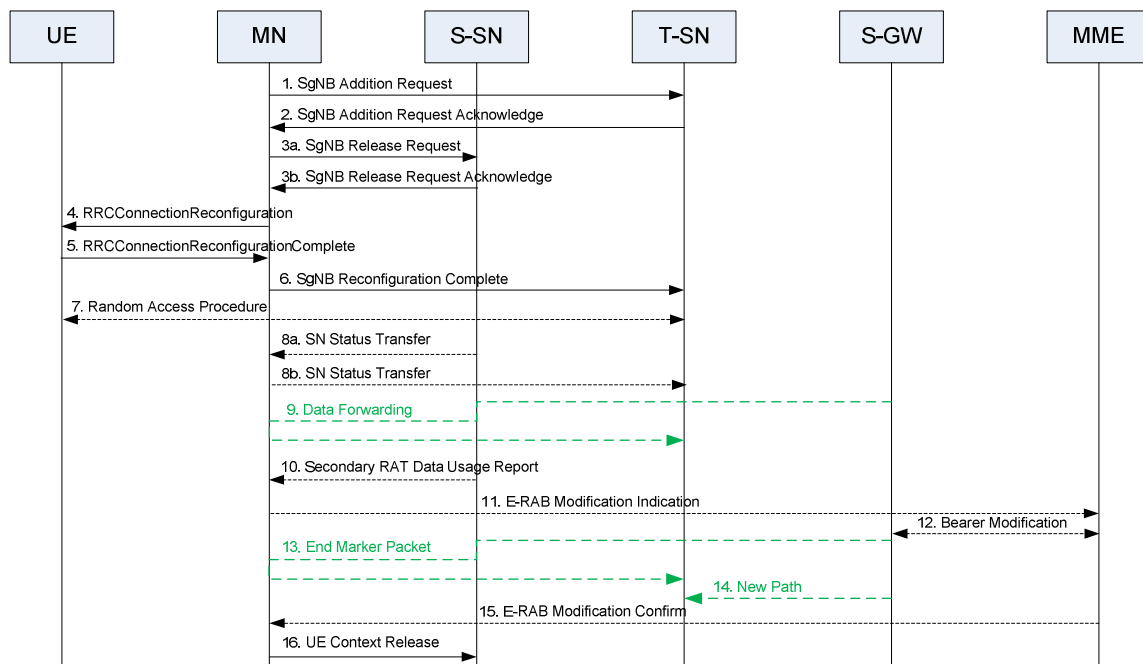 UE
MN
S-SN
T-SN
S-GW
MME
1. SgNB Addition Request
2. SgNB Addition Request Acknowledge
3a. SgNB Release Request
3b. SgNB Release Request Acknowledge
4. RRCConnectionReconfiguration
5. RRCConnectionReconfigurationComplete
6. SgNB Reconfiguration Complete
7. Random Access Procedure
8a. SN Status Transfer
8b. SN Status Transfer
9. Data Forwarding
10. Secondary RAT Data Usage Report
11. E-RAB Modification Indication
12. Bearer Modification
13. End Marker Packet
14. New Path
15. E-RAB Modification Confirm
16. UE Context Release